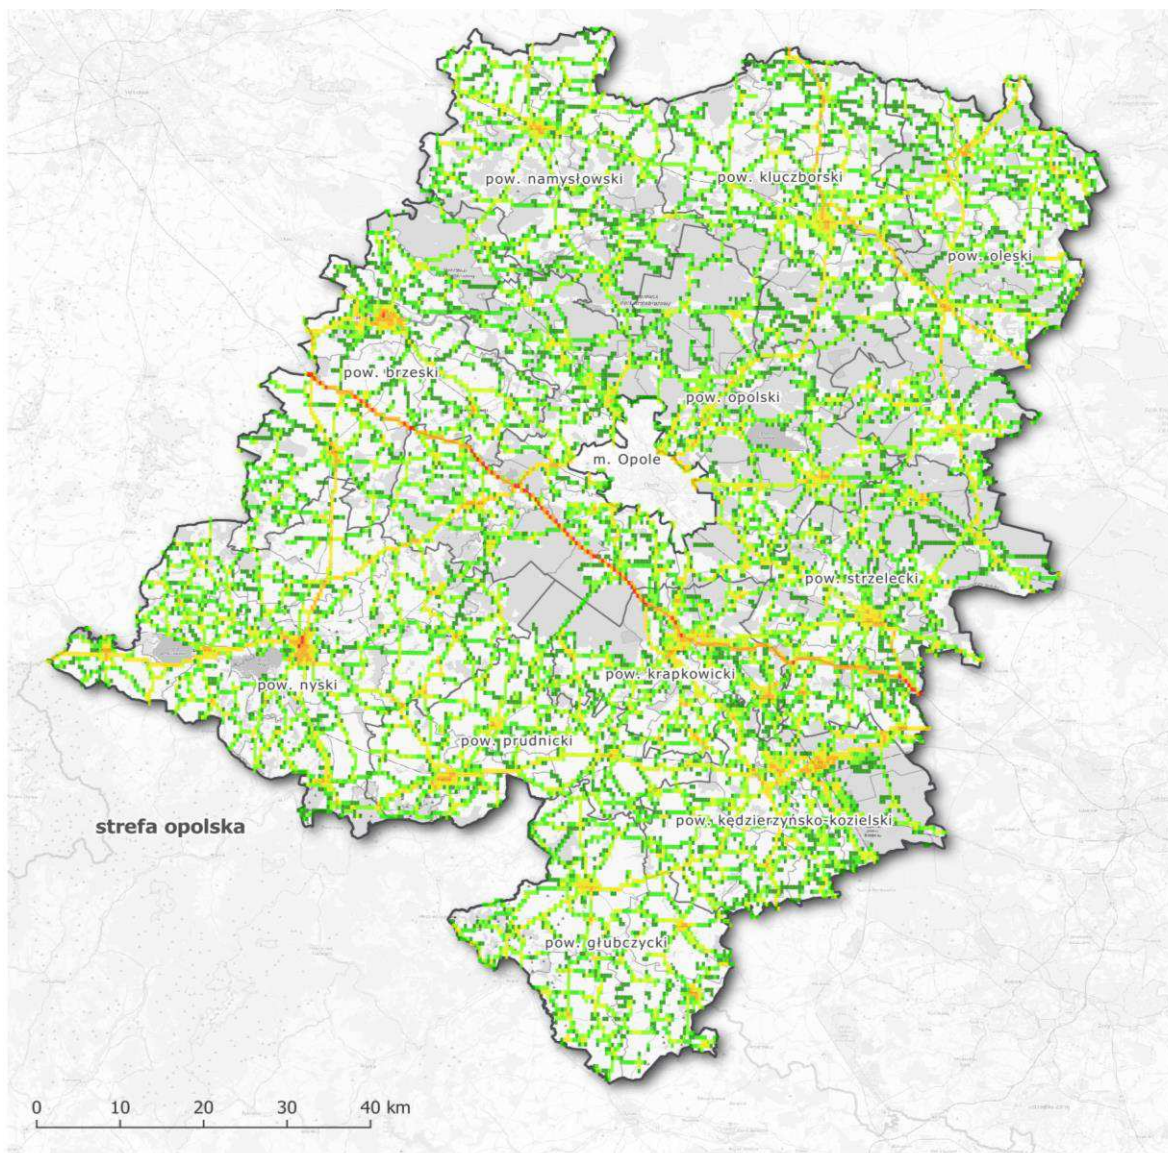 pow. namysłowski
pow. kluczborski
pow. oleski
pow. brzeski
pow. opolski
m. Opole
pow. strzelecki
pow. nyski
pow. krapkowicki
pow. prudnicki
strefa opolska
pow. kędzierzyńsko-kozielski
pow. głubczycki
0 10 20 30 40 km